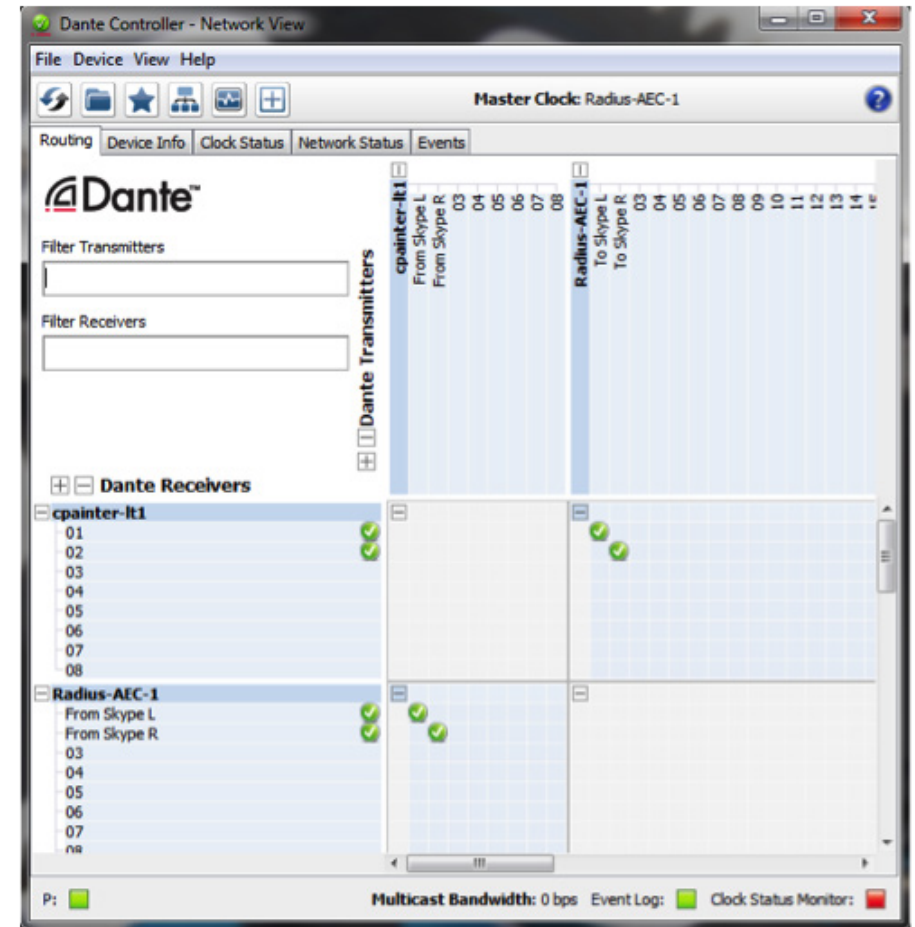 Dante Controller - Network View
File Device View Help
Master Clock: Radius-AEC-1
Routing Device Info Clock Status Network Status Events
Dante™
Filter Transmitters
Filter Receivers
Dante Transmitters
cpainter-lt1
From Skype L
From Skype R
03
04
05
06
07
08
Radius-AEC-1
To Skype L
To Skype R
03
04
05
06
07
08
09
10
11
12
13
14
Dante Receivers
cpainter-lt1
01
02
03
04
05
06
07
08
Radius-AEC-1
From Skype L
From Skype R
03
04
05
06
07
08
P: Multicast Bandwidth: 0 bps Event Log: Clock Status Monitor: